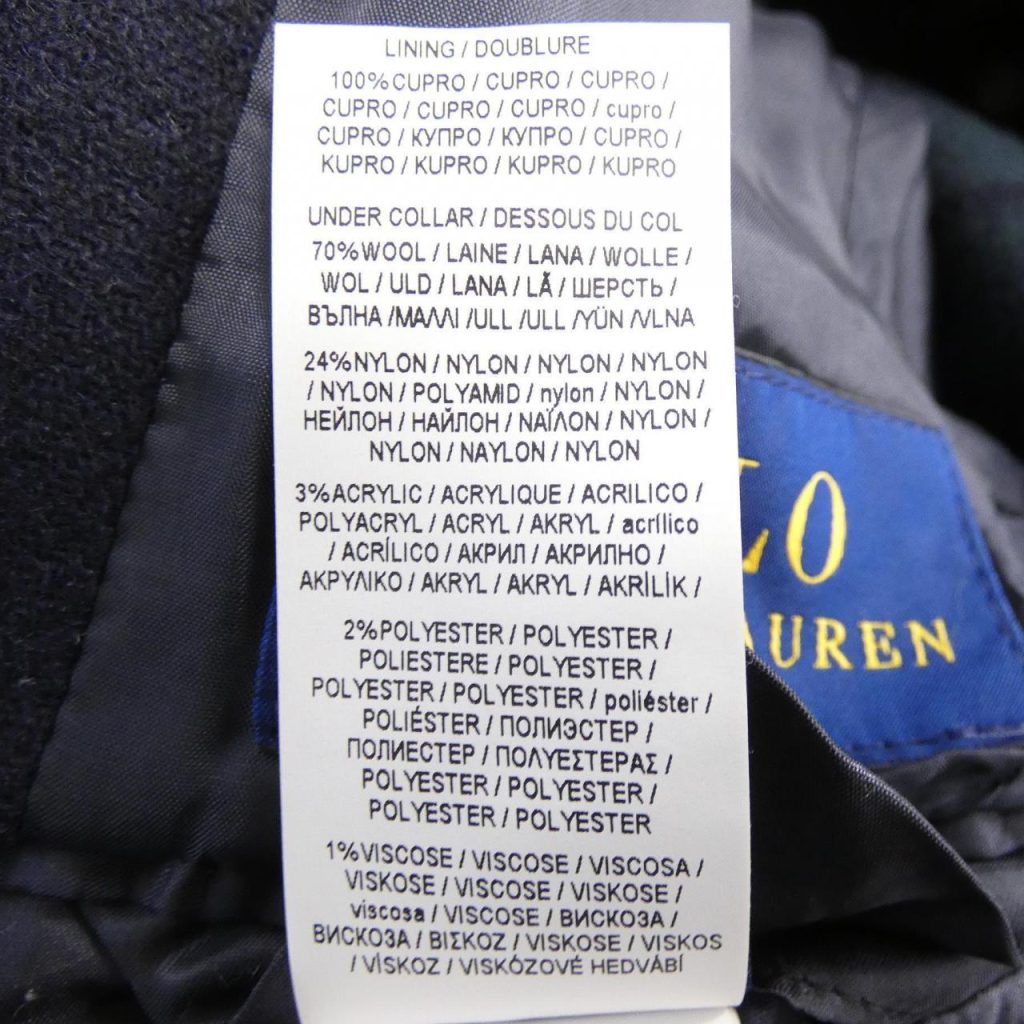 LINING / DOUBLURE
100%CUPRO / CUPRO / CUPRO /
CUPRO / CUPRO / CUPRO / cupro /
CUPRO / КУПРО / КУПРО / CUPRO /
KUPRO / KUPRO / KUPRO / KUPRO
UNDER COLLAR / DESSOUS DU COL
70%WOOL / LAINE / LANA / WOLLE /
WOL / ULD / LANA / LÃ / ШЕРСТЬ /
ВЪЛНА /ΜΑΛΛΙ /ULL /ULL /YÜN /VLNA
24%NYLON / NYLON / NYLON / NYLON
/ NYLON / POLYAMID / nylon / NYLON /
НЕЙЛОН / НАЙЛОН / ΝΑΪΛΟΝ / NYLON /
NYLON / NAYLON / NYLON
3%ACRYLIC / ACRYLIQUE / ACRILICO /
POLYACRYL / ACRYL / AKRYL / acrílico
/ ACRÍLICO / АКРИЛ / АКРИЛНО /
ΑΚΡΥΛΙΚΟ / AKRYL / AKRYL / AKRİLİK /
2%POLYESTER / POLYESTER /
POLIESTERE / POLYESTER /
POLYESTER / POLYESTER / poliéster /
POLIÉSTER / ПОЛИЭСТЕР /
ПОЛИЕСТЕР / ΠΟΛΥΕΣΤΕΡΑΣ /
POLYESTER / POLYESTER /
POLYESTER / POLYESTER
1%VISCOSE / VISCOSE / VISCOSA /
VISKOSE / VISCOSE / VISKOSE /
viscosa / VISCOSE / ВИСКОЗА /
ВИСКОЗА / ΒΙΣΚΟΖ / VISKOSE / VISKOS
/ VİSKOZ / VISKÓZOVÉ HEDVÁBÍ
LO
AUREN